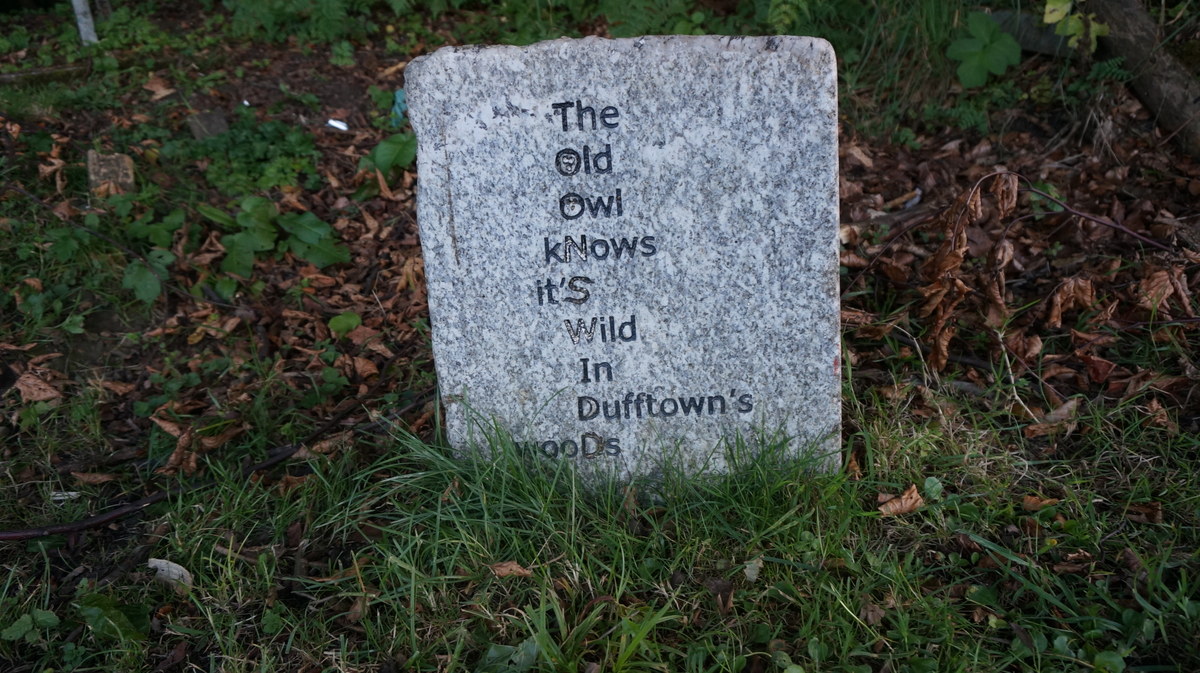 The
Old
Owl
kNows
it'S
Wild
In
Dufftown's
wooDs